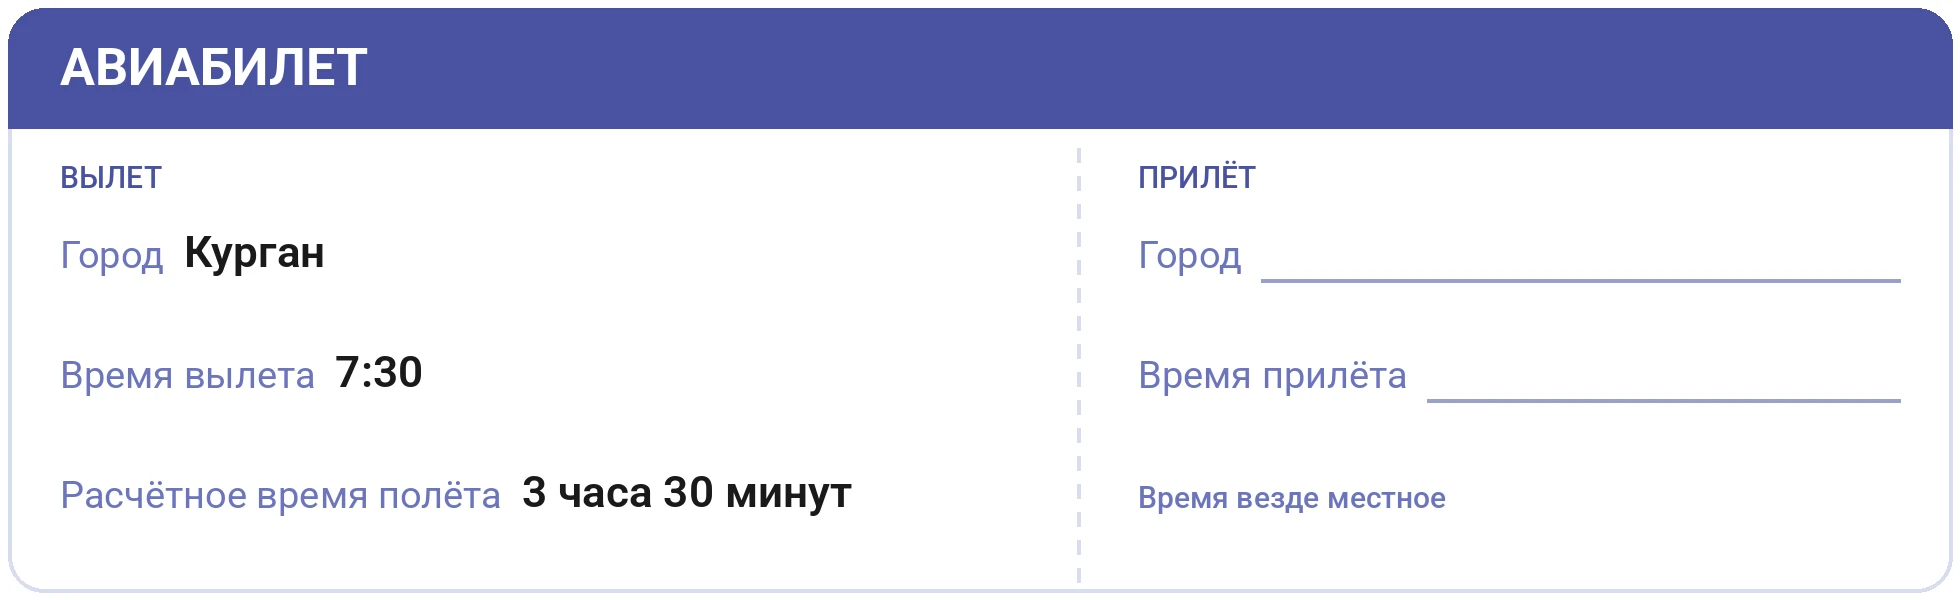 АВИАБИЛЕТ
ВЫЛЕТ
Город Курган
Время вылета 7:30
Расчётное время полёта 3 часа 30 минут
ПРИЛЁТ
Город
Время прилёта
Время везде местное